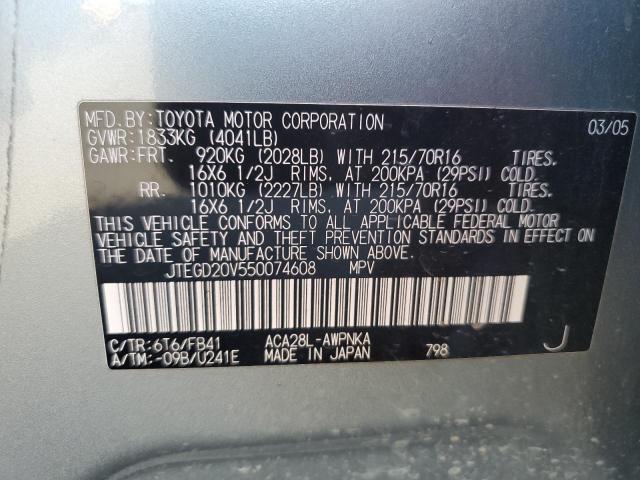 MFD.BY:TOYOTA MOTOR CORPORATION 03/05
GVWR:1833KG (4041LB)
GAWR:FRT. 920KG (2028LB) WITH 215/70R16 TIRES.
16X6 1/2J RIMS, AT 200KPA (29PSI) COLD.
RR. 1010KG (2227LB) WITH 215/70R16 TIRES.
16X6 1/2J RIMS, AT 200KPA (29PSI) COLD.
THIS VEHICLE CONFORMS TO ALL APPLICABLE FEDERAL MOTOR
VEHICLE SAFETY AND THEFT PREVENTION STANDARDS IN EFFECT ON
THE DATE OF MANUFACTURE SHOWN ABOVE.
JTEGD20V550074608 MPV
C/TR:6T6/FB41 ACA28L-AWPNKA J
A/TM:-09B/U241E MADE IN JAPAN 798